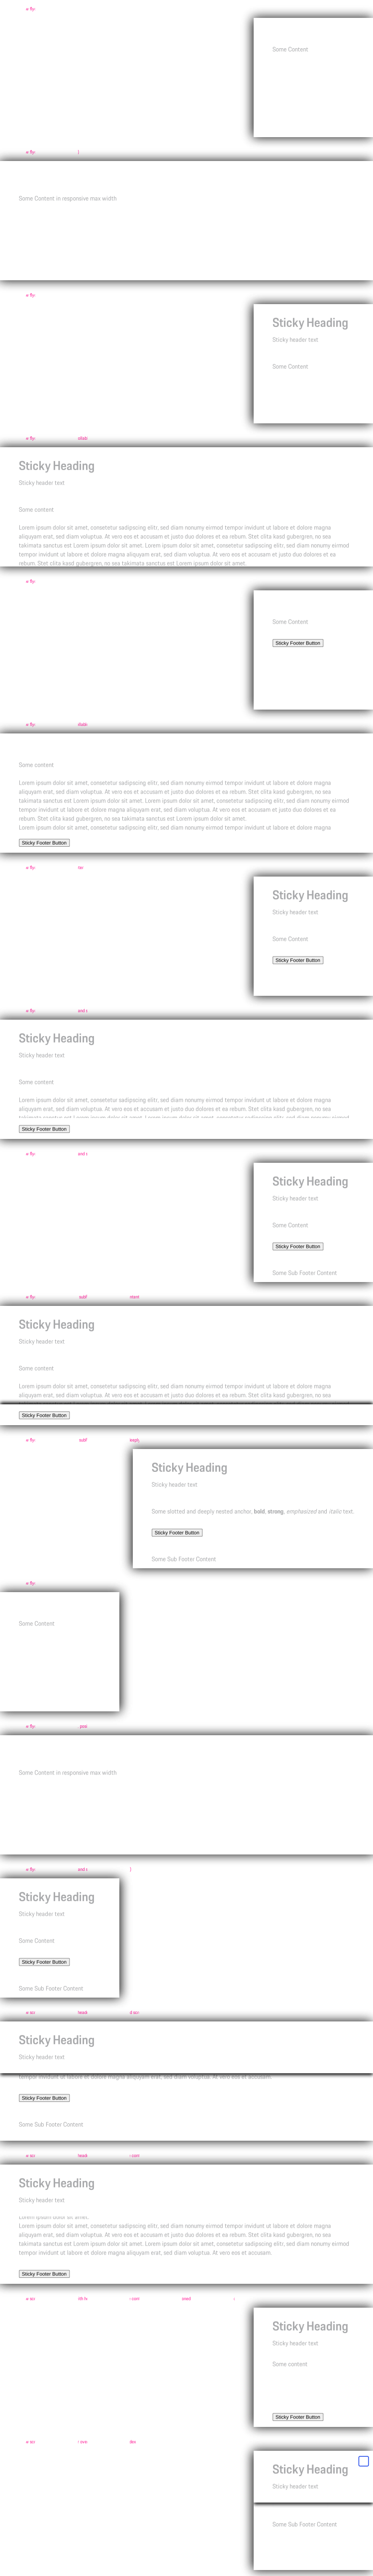 Some Content
Some Content in responsive max width
Sticky Heading
Sticky header text
Some Content
Sticky Heading
Sticky header text
Some content
Lorem ipsum dolor sit amet, consetetur sadipscing elitr, sed diam nonumy eirmod tempor invidunt ut labore et dolore magna
aliquyam erat, sed diam voluptua. At vero eos et accusam et justo duo dolores et ea rebum. Stet clita kasd gubergren, no sea
takimata sanctus est Lorem ipsum dolor sit amet. Lorem ipsum dolor sit amet, consetetur sadipscing elitr, sed diam nonumy eirmod
tempor invidunt ut labore et dolore magna aliquyam erat, sed diam voluptua. At vero eos et accusam et justo duo dolores et ea
rebum. Stet clita kasd gubergren, no sea takimata sanctus est Lorem ipsum dolor sit amet.
Some Content
Sticky Footer Button
Some content
Lorem ipsum dolor sit amet, consetetur sadipscing elitr, sed diam nonumy eirmod tempor invidunt ut labore et dolore magna
aliquyam erat, sed diam voluptua. At vero eos et accusam et justo duo dolores et ea rebum. Stet clita kasd gubergren, no sea
takimata sanctus est Lorem ipsum dolor sit amet. Lorem ipsum dolor sit amet, consetetur sadipscing elitr, sed diam nonumy eirmod
tempor invidunt ut labore et dolore magna aliquyam erat, sed diam voluptua. At vero eos et accusam et justo duo dolores et ea
rebum. Stet clita kasd gubergren, no sea takimata sanctus est Lorem ipsum dolor sit amet.
Lorem ipsum dolor sit amet, consetetur sadipscing elitr, sed diam nonumy eirmod tempor invidunt ut labore et dolore magna
Sticky Footer Button
Sticky Heading
Sticky header text
Some Content
Sticky Footer Button
Sticky Heading
Sticky header text
Some content
Lorem ipsum dolor sit amet, consetetur sadipscing elitr, sed diam nonumy eirmod tempor invidunt ut labore et dolore magna
aliquyam erat, sed diam voluptua. At vero eos et accusam et justo duo dolores et ea rebum. Stet clita kasd gubergren, no sea
takimata sanctus est Lorem ipsum dolor sit amet. Lorem ipsum dolor sit amet, consetetur sadipscing elitr, sed diam nonumy eirmod
Sticky Footer Button
Sticky Heading
Sticky header text
Some Content
Sticky Footer Button
Some Sub Footer Content
Sticky Heading
Sticky header text
Some content
Lorem ipsum dolor sit amet, consetetur sadipscing elitr, sed diam nonumy eirmod tempor invidunt ut labore et dolore magna
aliquyam erat, sed diam voluptua. At vero eos et accusam et justo duo dolores et ea rebum. Stet clita kasd gubergren, no sea
Sticky Footer Button
Sticky Heading
Sticky header text
Some slotted and deeply nested anchor, bold, strong, emphasized and italic text.
Sticky Footer Button
Some Sub Footer Content
Some Content
Some Content in responsive max width
Sticky Heading
Sticky header text
Some Content
Sticky Footer Button
Some Sub Footer Content
Sticky Heading
Sticky header text
tempor invidunt ut labore et dolore magna aliquyam erat, sed diam voluptua. At vero eos et accusam.
Sticky Footer Button
Some Sub Footer Content
Sticky Heading
Sticky header text
Lorem ipsum dolor sit amet.
Lorem ipsum dolor sit amet, consetetur sadipscing elitr, sed diam nonumy eirmod tempor invidunt ut labore et dolore magna
aliquyam erat, sed diam voluptua. At vero eos et accusam et justo duo dolores et ea rebum. Stet clita kasd gubergren, no sea
takimata sanctus est Lorem ipsum dolor sit amet. Lorem ipsum dolor sit amet, consetetur sadipscing elitr, sed diam nonumy eirmod
tempor invidunt ut labore et dolore magna aliquyam erat, sed diam voluptua. At vero eos et accusam.
Sticky Footer Button
Sticky Heading
Sticky header text
Some content
Sticky Footer Button
Sticky Heading
Sticky header text
Some Sub Footer Content